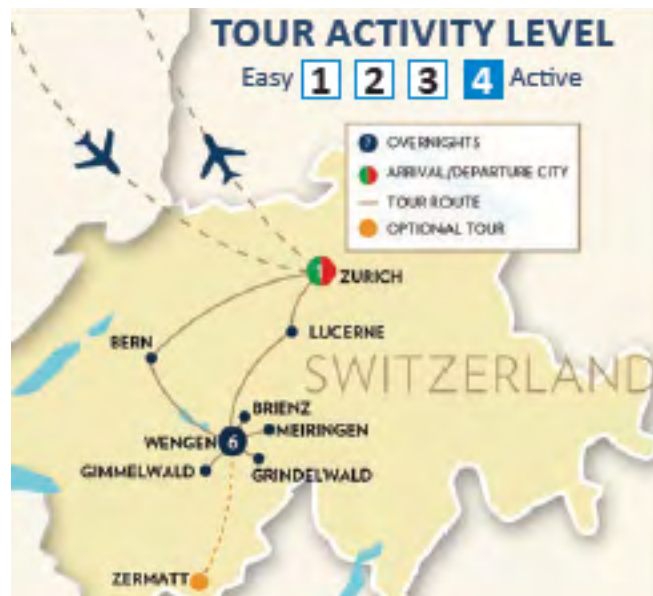 TOUR ACTIVITY LEVEL
Easy 1 2 3 4 Active
7 OVERNIGHTS
ARRIVAL/DEPARTURE CITY
TOUR ROUTE
OPTIONAL TOUR
1 ZURICH
BERN
LUCERNE
SWITZERLAND
BRIENZ
MEIRINGEN
WENGEN 6
GIMMELWALD
GRINDELWALD
ZERMATT